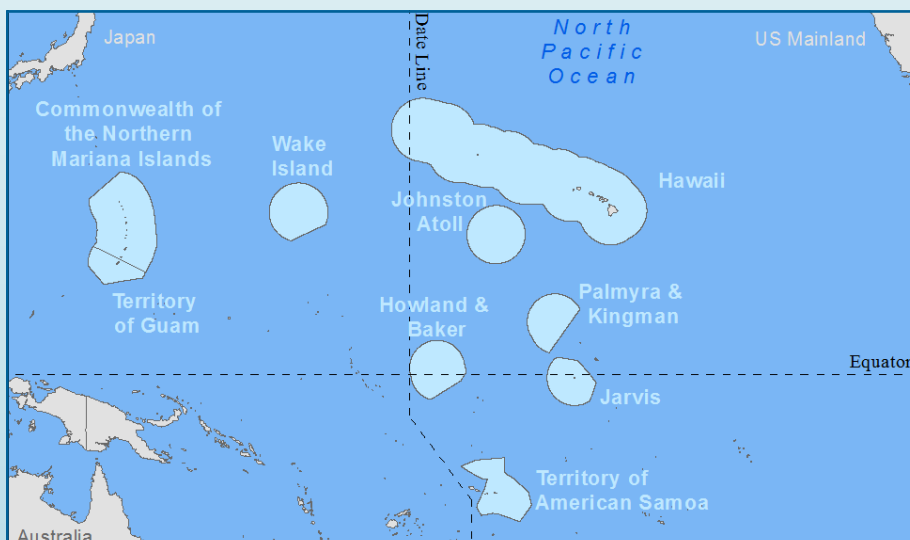 Japan
Date Line
North
Pacific
Ocean
US Mainland
Commonwealth of
the Northern
Mariana Islands
Wake
Island
Hawaii
Johnston
Atoll
Territory
of Guam
Howland &
Baker
Palmyra &
Kingman
Equator
Jarvis
Territory of
American Samoa
Australia